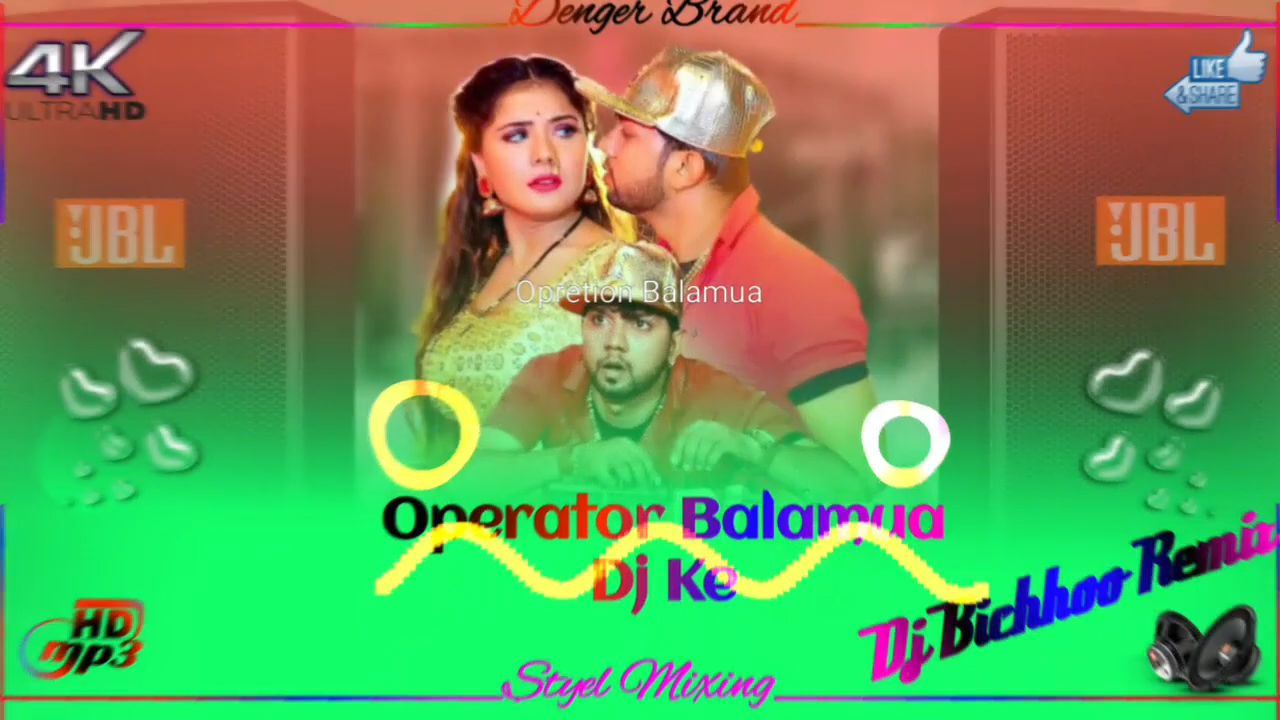 Denger Brand
4K
ULTRAHD
LIKE
& SHARE
JBL
JBL
Opretion Balamua
Operator Balamua
Dj Ke
Dj Bichhoo Remix
HD
mp3
Styel Mixing